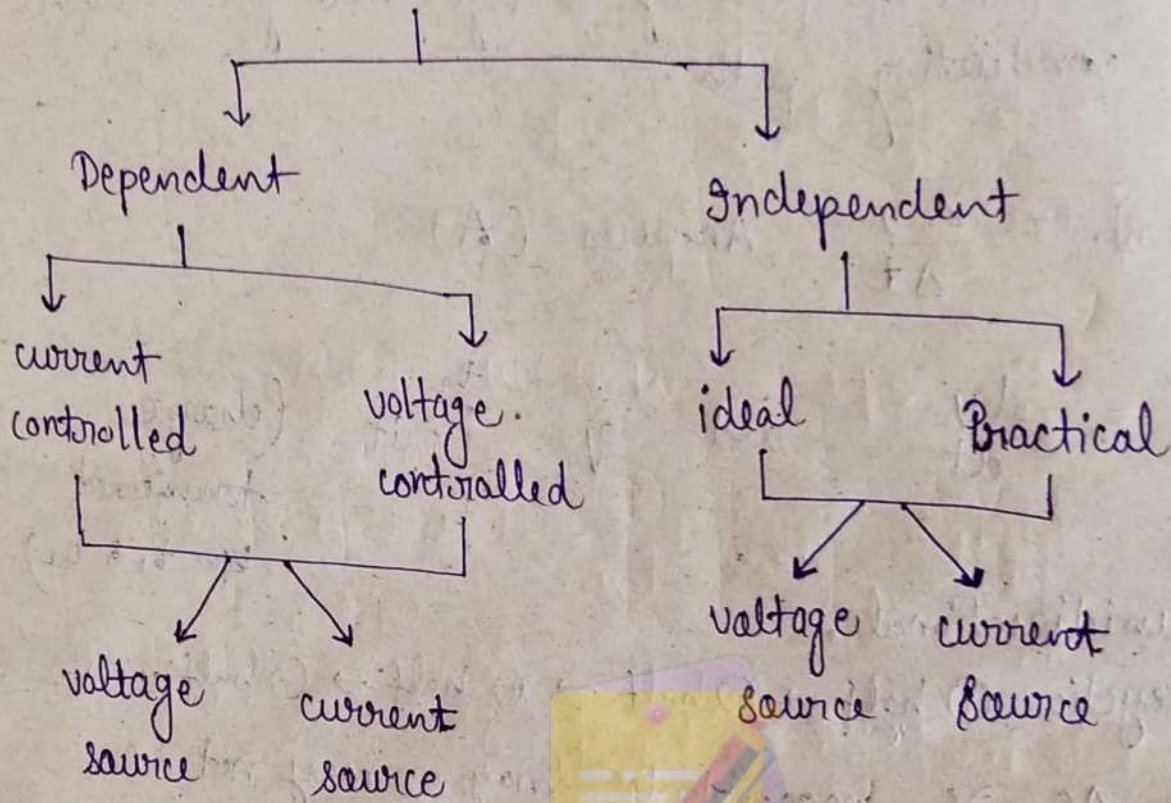 Dependent
Independent
current
controlled
voltage.
controlled
ideal
Practical
voltage
source
current
source
voltage
source
current
source